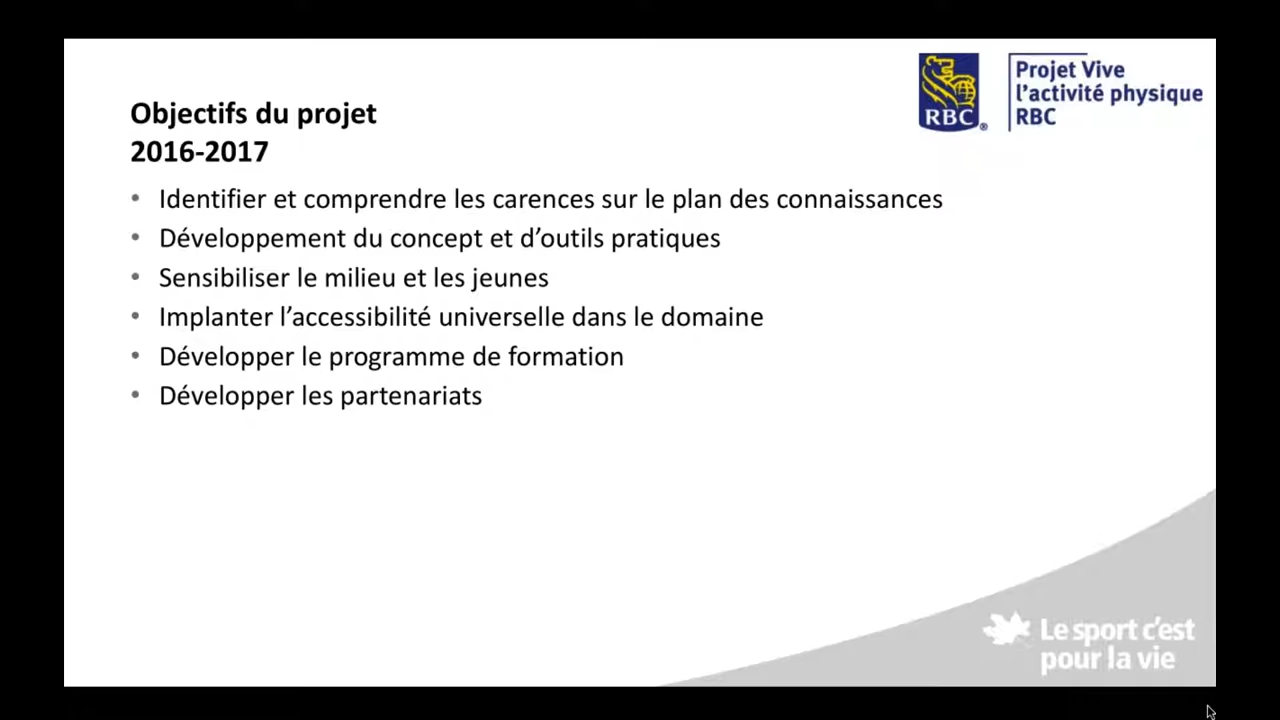 Projet Vive
l'activité physique
RBC
RBC®
Objectifs du projet
2016-2017
• Identifier et comprendre les carences sur le plan des connaissances
• Développement du concept et d'outils pratiques
• Sensibiliser le milieu et les jeunes
• Implanter l'accessibilité universelle dans le domaine
• Développer le programme de formation
• Développer les partenariats
Le sport c'est
pour la vie